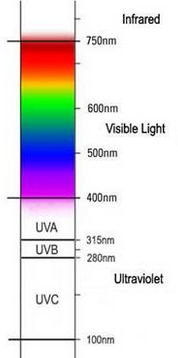 Infrared
750nm
600nm
Visible Light
500nm
400nm
UVA
315nm
UVB
280nm
Ultraviolet
UVC
100nm